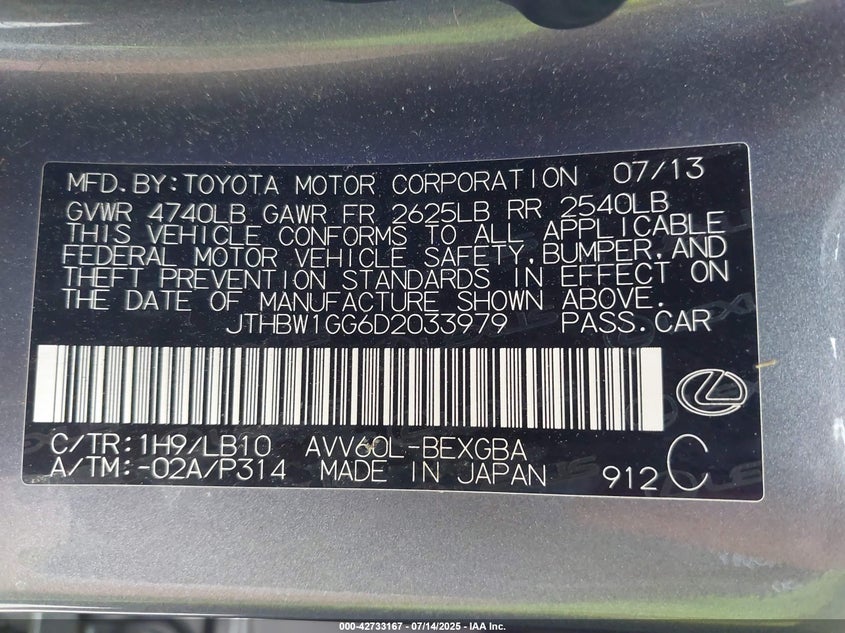 MFD. BY: TOYOTA MOTOR CORPORATION 07/13
GVWR 4740LB GAWR FR 2625LB RR 2540LB
THIS VEHICLE CONFORMS TO ALL APPLICABLE
FEDERAL MOTOR VEHICLE SAFETY, BUMPER, AND
THEFT PREVENTION STANDARDS IN EFFECT ON
THE DATE OF MANUFACTURE SHOWN ABOVE.
JTHBW1GG6D2033979 PASS. CAR
C/TR: 1H9/LB10 AVV60L-BEXGBA
A/TM: -02A/P314 MADE IN JAPAN 912 C
000-42733167 - 07/14/2025 - IAA Inc.